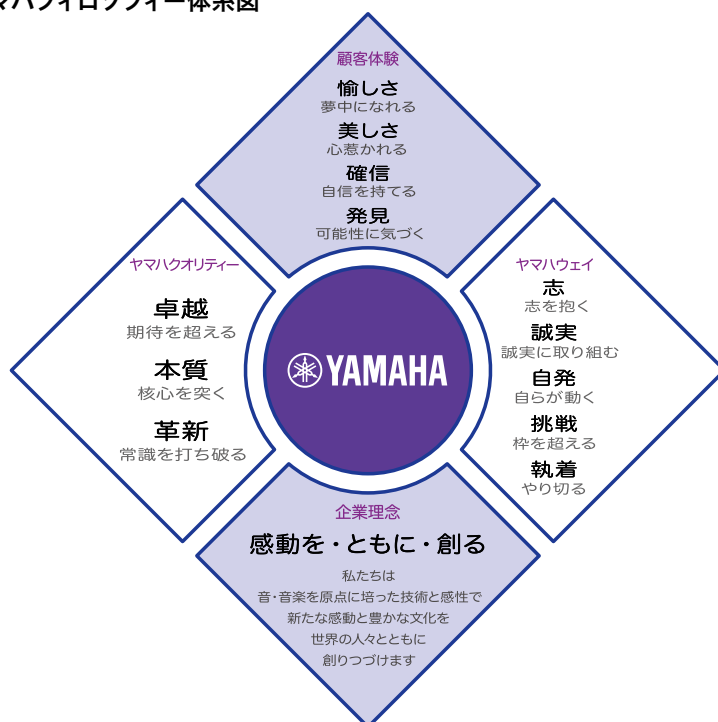 マハフィロソフィー体系図
顧客体験
愉しさ
夢中になれる
美しさ
心惹かれる
確信
自信を持てる
発見
可能性に気づく
ヤマハクオリティー
卓越
期待を超える
本質
核心を突く
革新
常識を打ち破る
YAMAHA
ヤマハウェイ
志
志を抱く
誠実
誠実に取り組む
自発
自らが動く
挑戦
枠を超える
執着
やり切る
企業理念
感動を・ともに・創る
私たちは
音・音楽を原点に培った技術と感性で
新たな感動と豊かな文化を
世界の人々とともに
創りつづけます